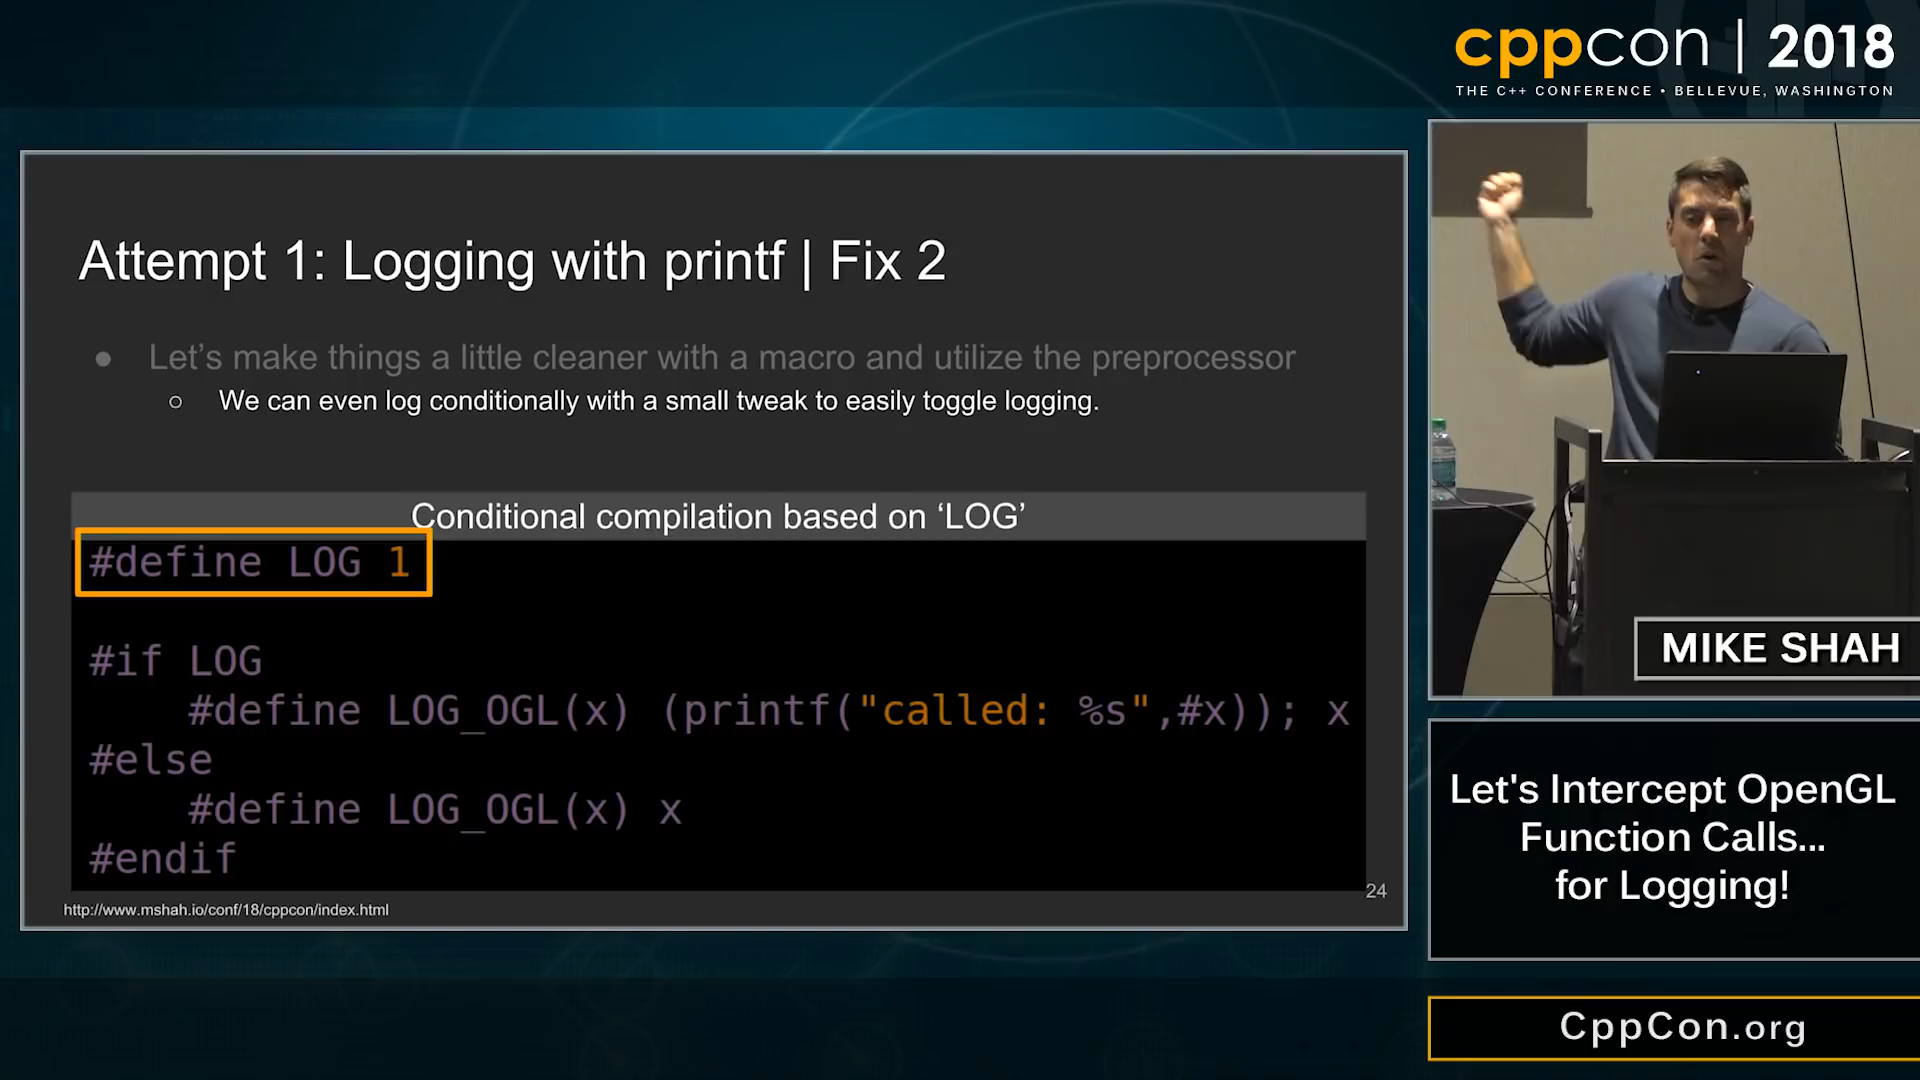 cppcon | 2018
THE C++ CONFERENCE • BELLEVUE, WASHINGTON
Attempt 1: Logging with printf | Fix 2
● Let's make things a little cleaner with a macro and utilize the preprocessor
○ We can even log conditionally with a small tweak to easily toggle logging.
Conditional compilation based on ‘LOG’
#define LOG 1
#if LOG
#define LOG_OGL(x) (printf("called: %s",#x)); x
#else
#define LOG_OGL(x) x
#endif
24
http://www.mshah.io/conf/18/cppcon/index.html
MIKE SHAH
Let's Intercept OpenGL
Function Calls...
for Logging!
CppCon.org